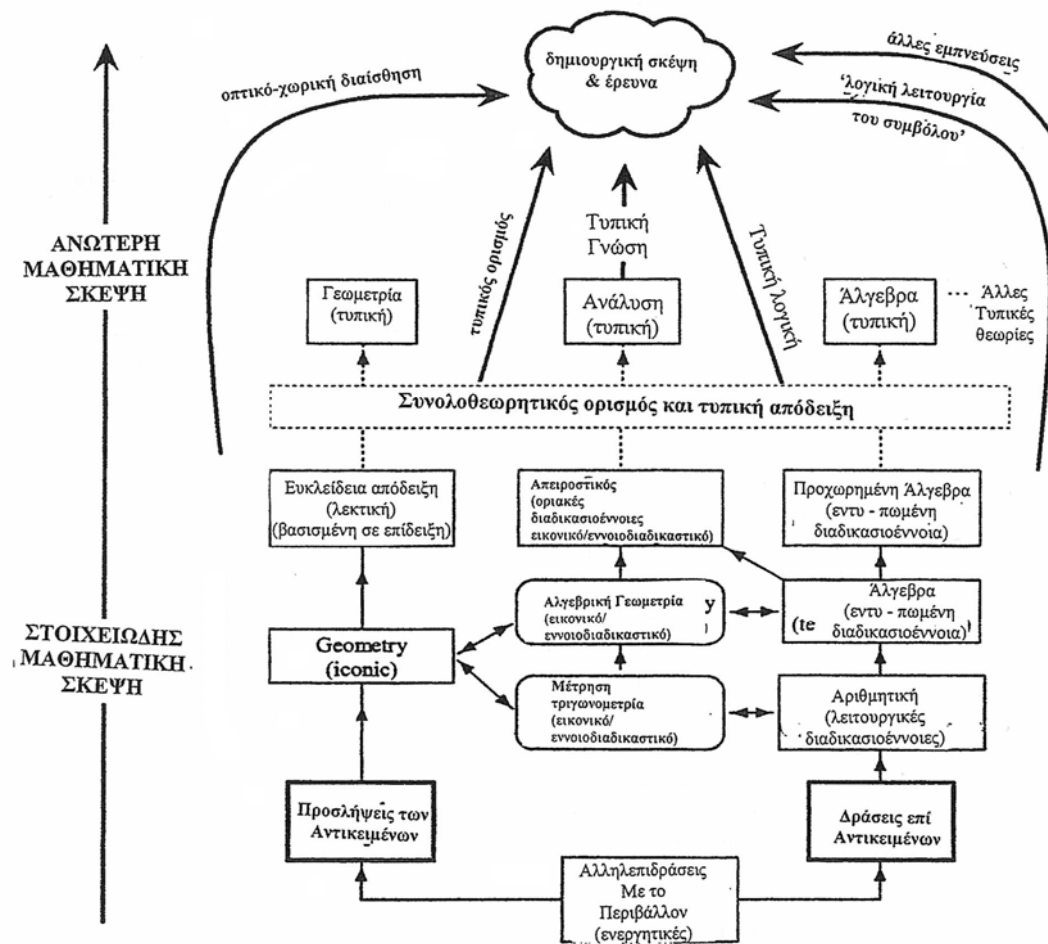 δημιουργική σκέψη
& έρευνα
οπτικό-χωρική διαίσθηση
άλλες εμπνεύσεις
‘λογική λειτουργία
του συμβόλου’
ΑΝΩΤΕΡΗ
ΜΑΘΗΜΑΤΙΚΗ
ΣΚΕΨΗ
τυπικός ορισμός
Τυπική
Γνώση
Τυπική λογική
Γεωμετρία
(τυπική)
Ανάλυση
(τυπική)
Άλγεβρα
(τυπική)
Άλλες
Τυπικές
θεωρίες
Συνολοθεωρητικός ορισμός και τυπική απόδειξη
Ευκλείδεια απόδειξη
(λεκτική)
(βασισμένη σε επίδειξη)
Απειροστικός
(οριακές
διαδικασιοέννοιες
εικονικό/εννοιοδιαδικαστικό)
Προχωρημένη Άλγεβρα
(εντυ - πωμένη
διαδικασιοέννοια)
ΣΤΟΙΧΕΙΩΔΗΣ
ΜΑΘΗΜΑΤΙΚΗ
ΣΚΕΨΗ
Geometry
(iconic)
Αλγεβρική Γεωμετρία y
(εικονικό/
εννοιοδιαδικαστικό)
Άλγεβρα
(te (εντυ - πωμένη
διαδικασιοέννοια)
Μέτρηση
τριγωνομετρία
(εικονικό/
εννοιοδιαδικαστικό)
Αριθμητική
(λειτουργικές
διαδικασιοέννοιες)
Προσλήψεις των
Αντικειμένων
Δράσεις επί
Αντικειμένων
Αλληλεπιδράσεις
Με το
Περιβάλλον
(ενεργητικές)